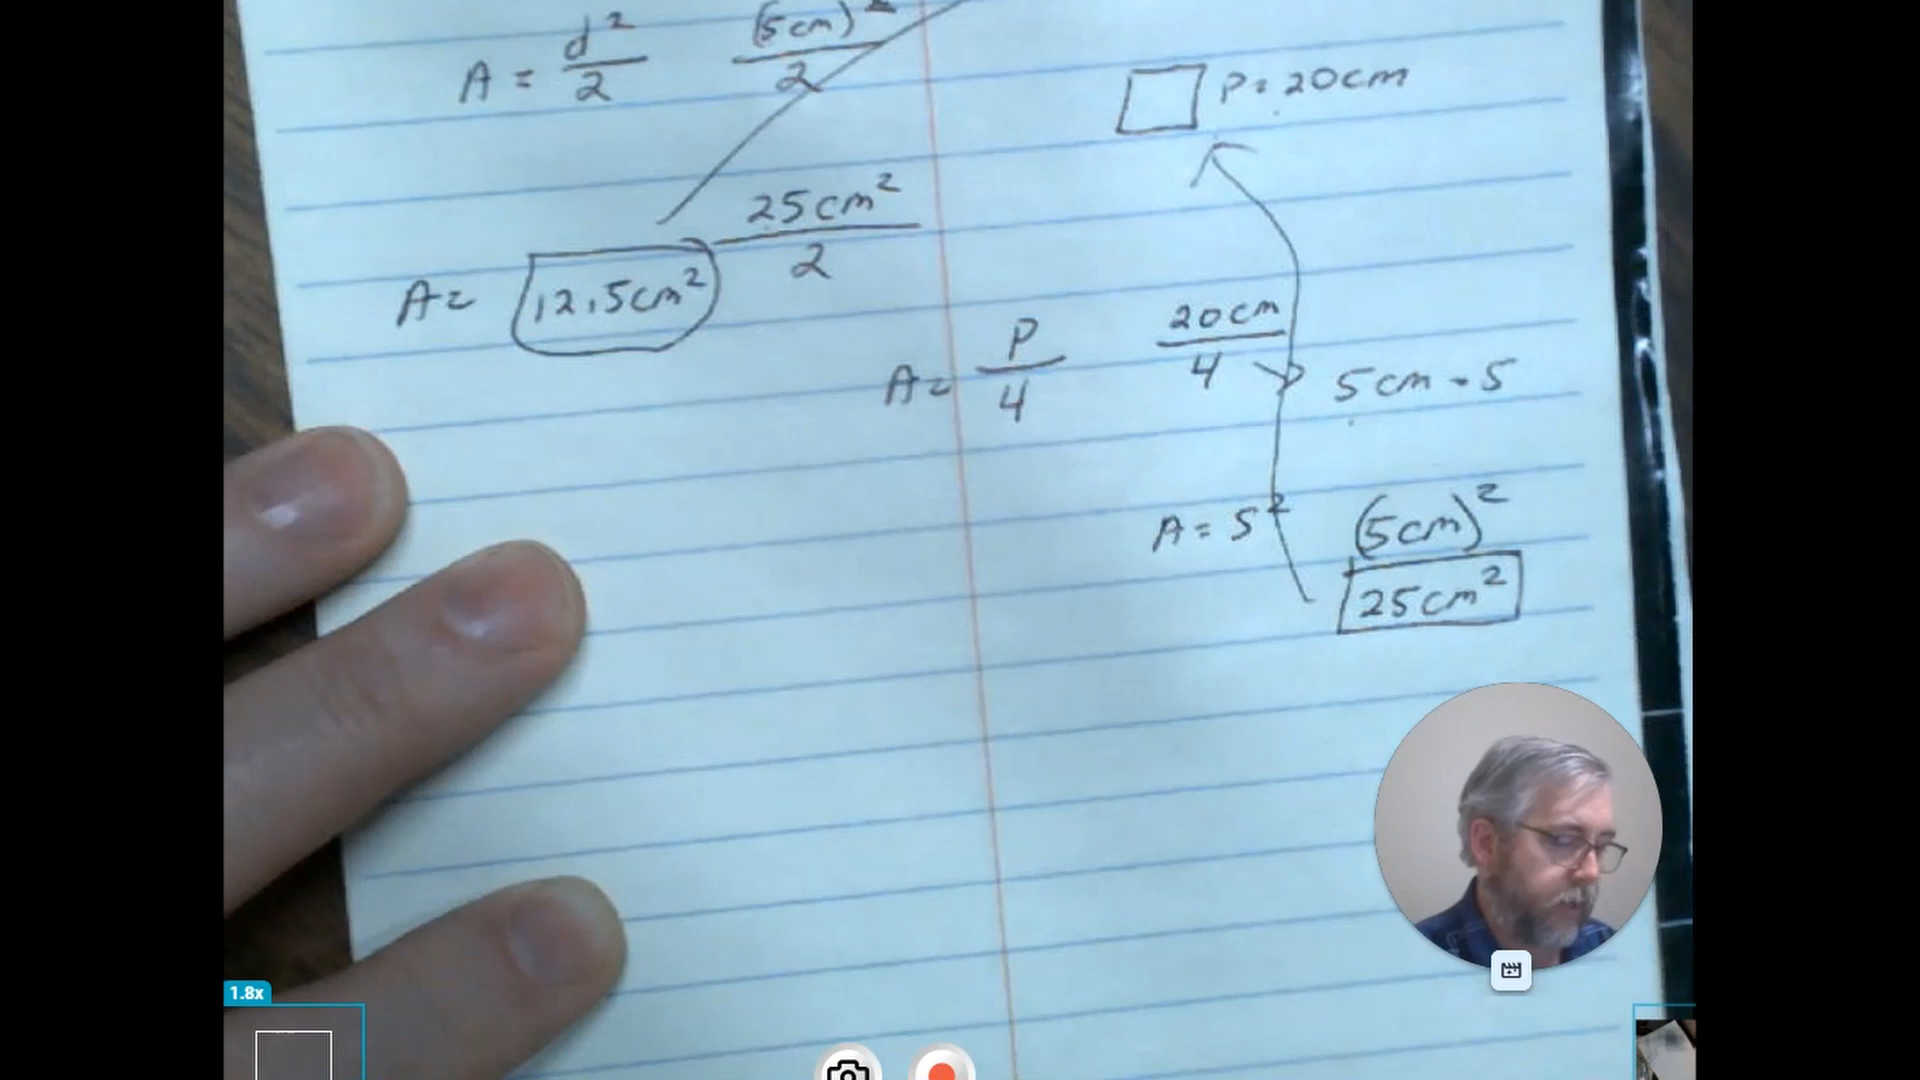 A = d²/2 (5cm)²/2
25cm²/2
A = 12.5cm²
P = 20cm
A = P/4 20cm/4 → 5cm - S
A = S² (5cm)²
25cm²
1.8x